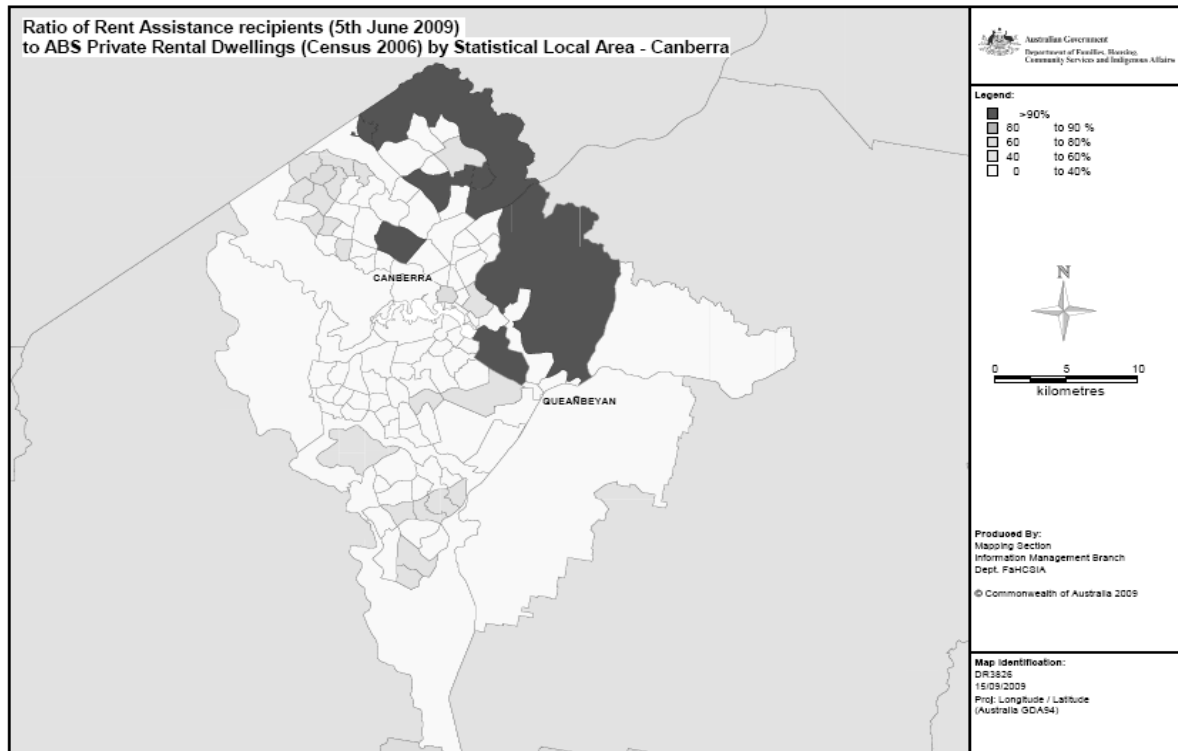 Ratio of Rent Assistance recipients (5th June 2009)
to ABS Private Rental Dwellings (Census 2006) by Statistical Local Area - Canberra
CANBERRA
QUEANBEYAN
Australian Government
Department of Families, Housing,
Community Services and Indigenous Affairs
Legend:
>90%
80 to 90 %
60 to 80%
40 to 60%
0 to 40%
N
0 5 10
kilometres
Produced By:
Mapping Section
Information Management Branch
Dept. FaHCSIA
© Commonwealth of Australia 2009
Map Identification:
DR3826
15/09/2009
Proj: Longitude / Latitude
(Australia GDA94)